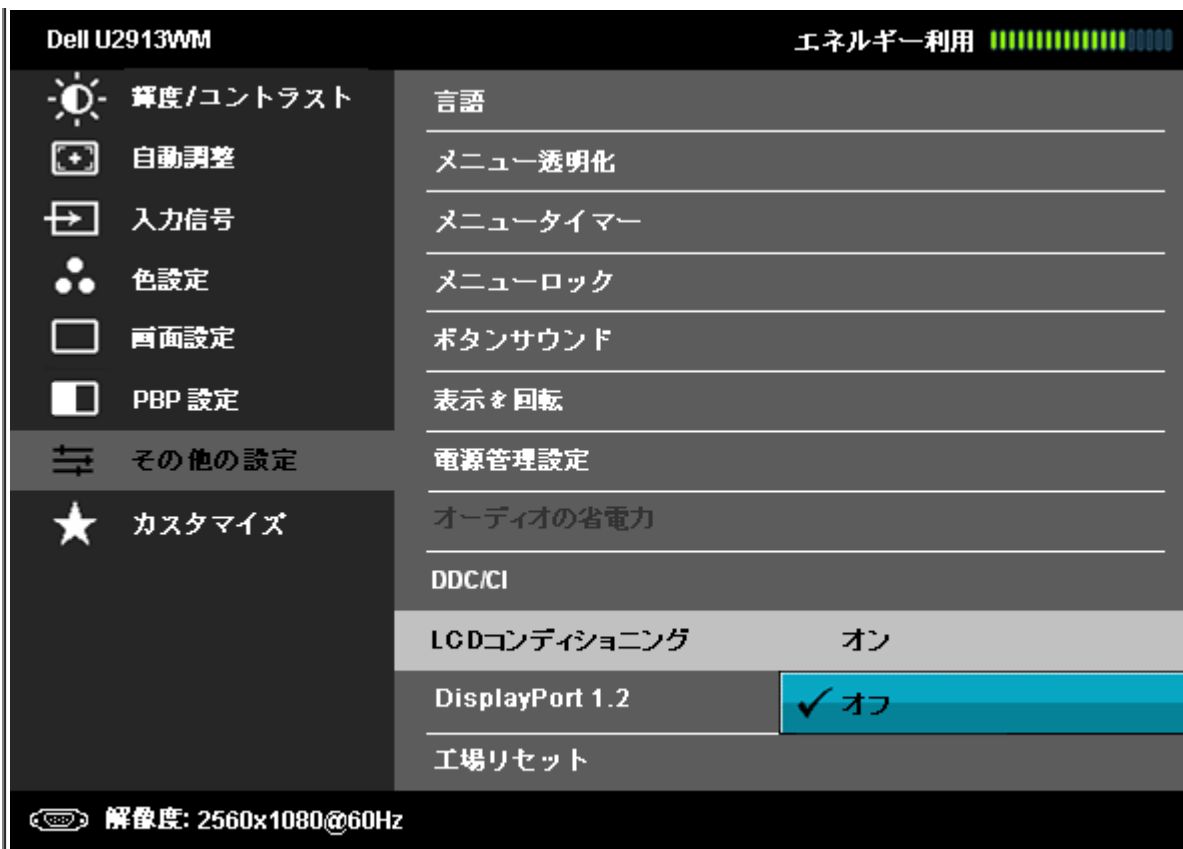 Dell U2913WM エネルギー利用
輝度/コントラスト
自動調整
入力信号
色設定
画面設定
PBP 設定
その他の設定
カスタマイズ
言語
メニュー透明化
メニュータイマー
メニューロック
ボタンサウンド
表示を回転
電源管理設定
オーディオの省電力
DDC/CI
LCDコンディショニング オン
DisplayPort 1.2 オフ
工場リセット
解像度: 2560x1080@60Hz